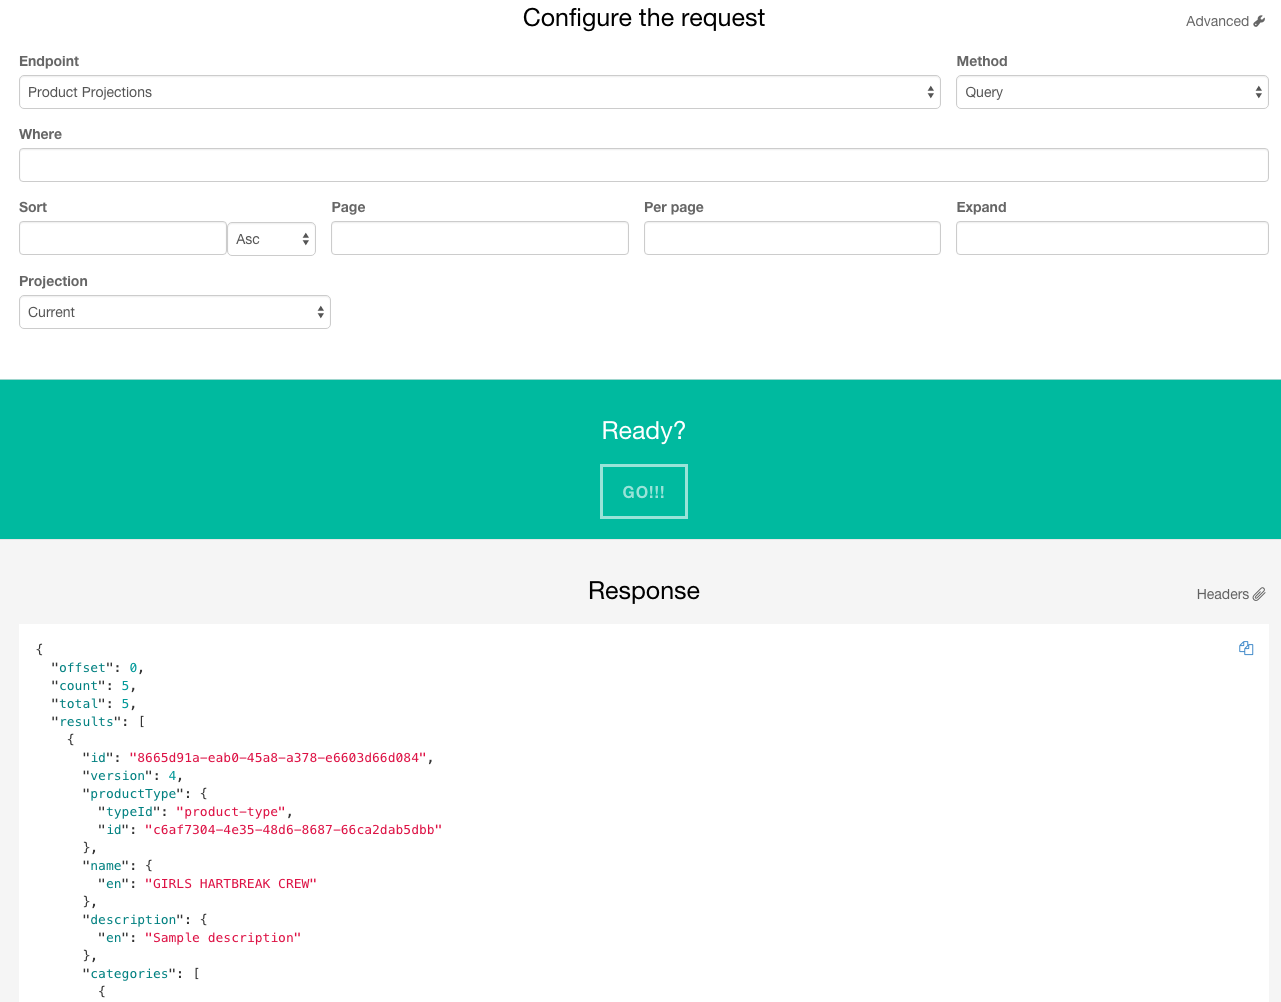 Configure the request
Advanced
Endpoint
Method
Product Projections
Query
Where
Sort
Page
Per page
Expand
Asc
Projection
Current
Ready?
GO!!!
Response
Headers
{
"offset": 0,
"count": 5,
"total": 5,
"results": [
{
"id": "8665d91a-eab0-45a8-a378-e6603d66d084",
"version": 4,
"productType": {
"typeId": "product-type",
"id": "c6af7304-4e35-48d6-8687-66ca2dab5dbb"
},
"name": {
"en": "GIRLS HARTBREAK CREW"
},
"description": {
"en": "Sample description"
},
"categories": [
{